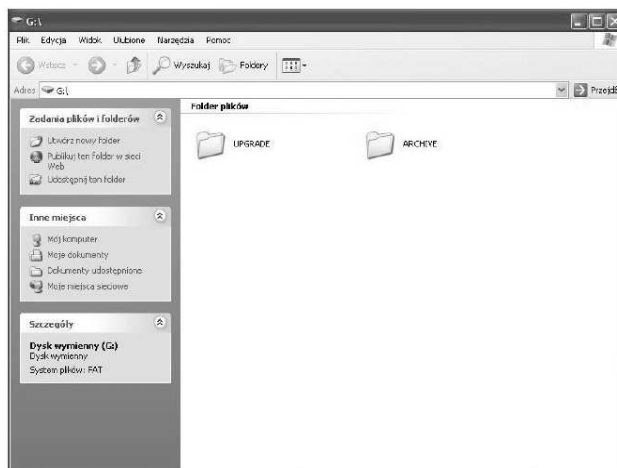 G:\
Plik Edycja Widok Ulubione Narzędzia Pomoc
Wstecz Wyszukaj Foldery
Adres G:\ Przejdź
Zadania plików i folderów
Utwórz nowy folder
Publikuj ten folder w sieci
Web
Udostępnij ten folder
Inne miejsca
Mój komputer
Moje dokumenty
Dokumenty udostępnione
Moje miejsca sieciowe
Szczegóły
Dysk wymienny (G:)
Dysk wymienny
System plików: FAT
Folder plików
UPGRADE ARCHIVE